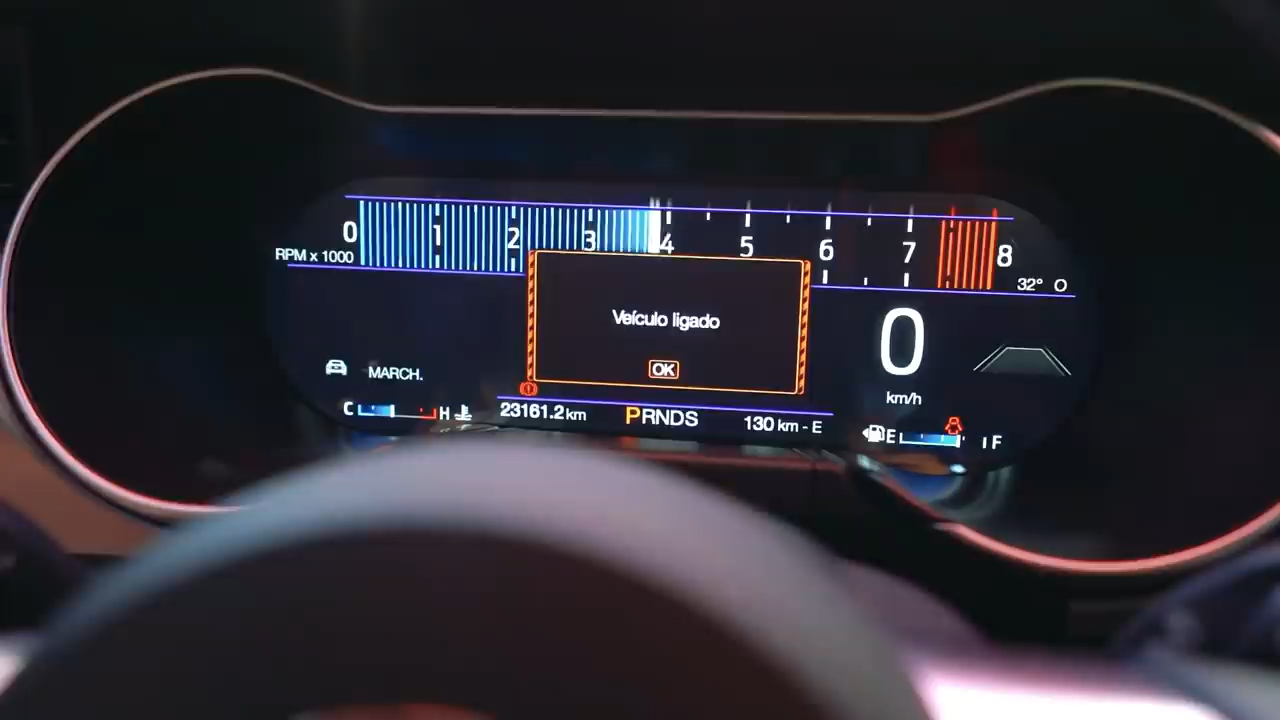 0 1 2 3 4 5 6 7 8
RPM x 1000
32° O
Veículo ligado
0
OK
MARCH.
km/h
C H
23161.2 km PRNDS 130 km - E
E F